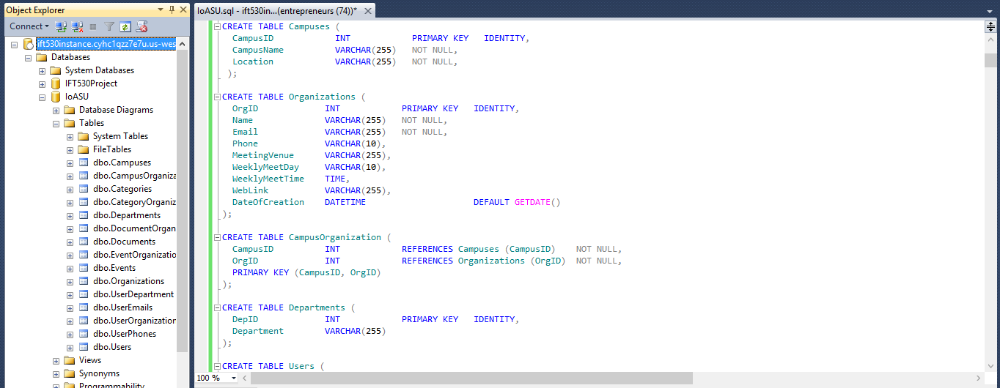 Object Explorer
Connect
ift530instance.cyhc1qzz7e7u.us-wes
Databases
System Databases
IFT530Project
IoASU
Database Diagrams
Tables
System Tables
FileTables
dbo.Campuses
dbo.CampusOrganiza
dbo.Categories
dbo.CategoryOrganiz
dbo.Departments
dbo.DocumentOrgan
dbo.Documents
dbo.EventOrganizatio
dbo.Events
dbo.Organizations
dbo.UserDepartment
dbo.UserEmails
dbo.UserOrganization
dbo.UserPhones
dbo.Users
Views
Synonyms
Programmability
IoASU.sql - ift530in...(entrepreneurs (74))*
CREATE TABLE Campuses (
CampusID INT PRIMARY KEY IDENTITY,
CampusName VARCHAR(255) NOT NULL,
Location VARCHAR(255) NOT NULL,
);
CREATE TABLE Organizations (
OrgID INT PRIMARY KEY IDENTITY,
Name VARCHAR(255) NOT NULL,
Email VARCHAR(255) NOT NULL,
Phone VARCHAR(10),
MeetingVenue VARCHAR(255),
WeeklyMeetDay VARCHAR(10),
WeeklyMeetTime TIME,
WebLink VARCHAR(255),
DateOfCreation DATETIME DEFAULT GETDATE()
);
CREATE TABLE CampusOrganization (
CampusID INT REFERENCES Campuses (CampusID) NOT NULL,
OrgID INT REFERENCES Organizations (OrgID) NOT NULL,
PRIMARY KEY (CampusID, OrgID)
);
CREATE TABLE Departments (
DepID INT PRIMARY KEY IDENTITY,
Department VARCHAR(255)
);
CREATE TABLE Users (
100 %